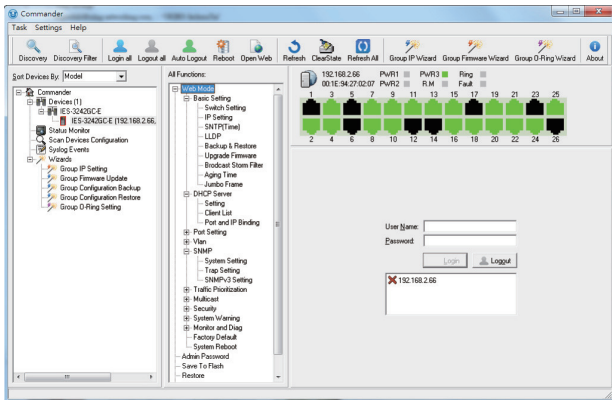 Commander
Task Settings Help
Discovery Discovery Filter Login all Logout all Auto Logout Reboot Open Web Refresh ClearState Refresh All Group IP Wizard Group Firmware Wizard Group O-Ring Wizard About
Sort Devices By: Model
Commander
Devices (1)
IES-3242GC-E
IES-3242GC-E [192.168.2.66,
Status Monitor
Scan Devices Configuration
Syslog Events
Wizards
Group IP Setting
Group Firmware Update
Group Configuration Backup
Group Configuration Restore
Group O-Ring Setting
All Functions:
Web Mode
Basic Setting
Switch Setting
IP Setting
SNTP(Time)
LLDP
Backup & Restore
Upgrade Firmware
Brodcast Storm Filter
Aging Time
Jumbo Frame
DHCP Server
Setting
Client List
Port and IP Binding
Port Setting
Vlan
SNMP
System Setting
Trap Setting
SNMPv3 Setting
Traffic Prioritization
Multicast
Security
System Warning
Monitor and Diag
Factory Default
System Reboot
Admin Password
Save To Flash
Restore
192.168.2.66 PWR1 PWR3 Ring
00:1E:94:27:02:07 PWR2 R.M Fault
1 3 5 7 9 11 13 15 17 19 21 23 25
2 4 6 8 10 12 14 16 18 20 22 24 26
User Name:
Password:
Login Logout
192.168.2.66